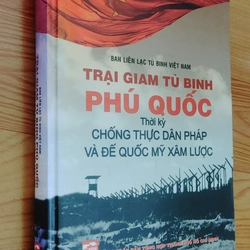 BAN LIÊN LẠC TÙ BINH VIỆT NAM
TRẠI GIAM TÙ BINH
PHÚ QUỐC
Thời kỳ
CHỐNG THỰC DÂN PHÁP
VÀ ĐẾ QUỐC MỸ XÂM LƯỢC